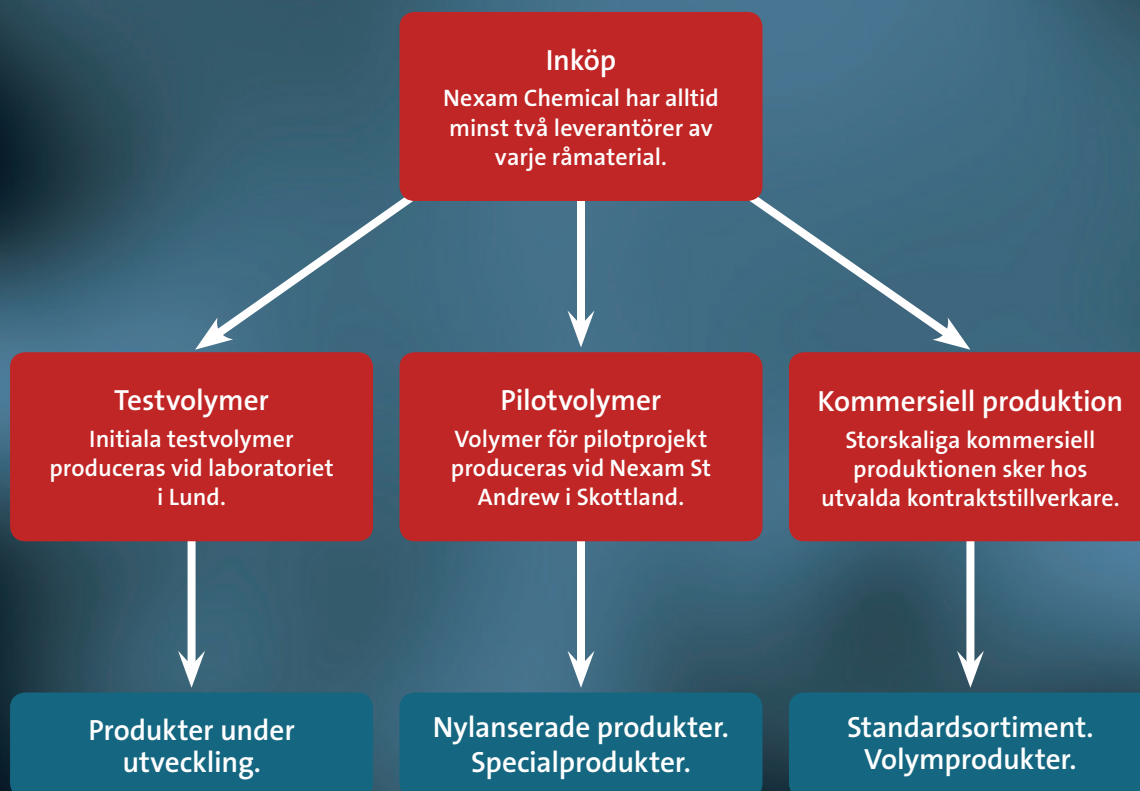 Inköp
Nexam Chemical har alltid
minst två leverantörer av
varje råmaterial.
Testvolymer
Initiala testvolymer
produceras vid laboratoriet
i Lund.
Pilotvolymer
Volymer för pilotprojekt
produceras vid Nexam St
Andrew i Skottland.
Kommersiell produktion
Storskaliga kommersiell
produktionen sker hos
utvalda kontraktstillverkare.
Produkter under
utveckling.
Nylanserade produkter.
Specialprodukter.
Standardsortiment.
Volymprodukter.